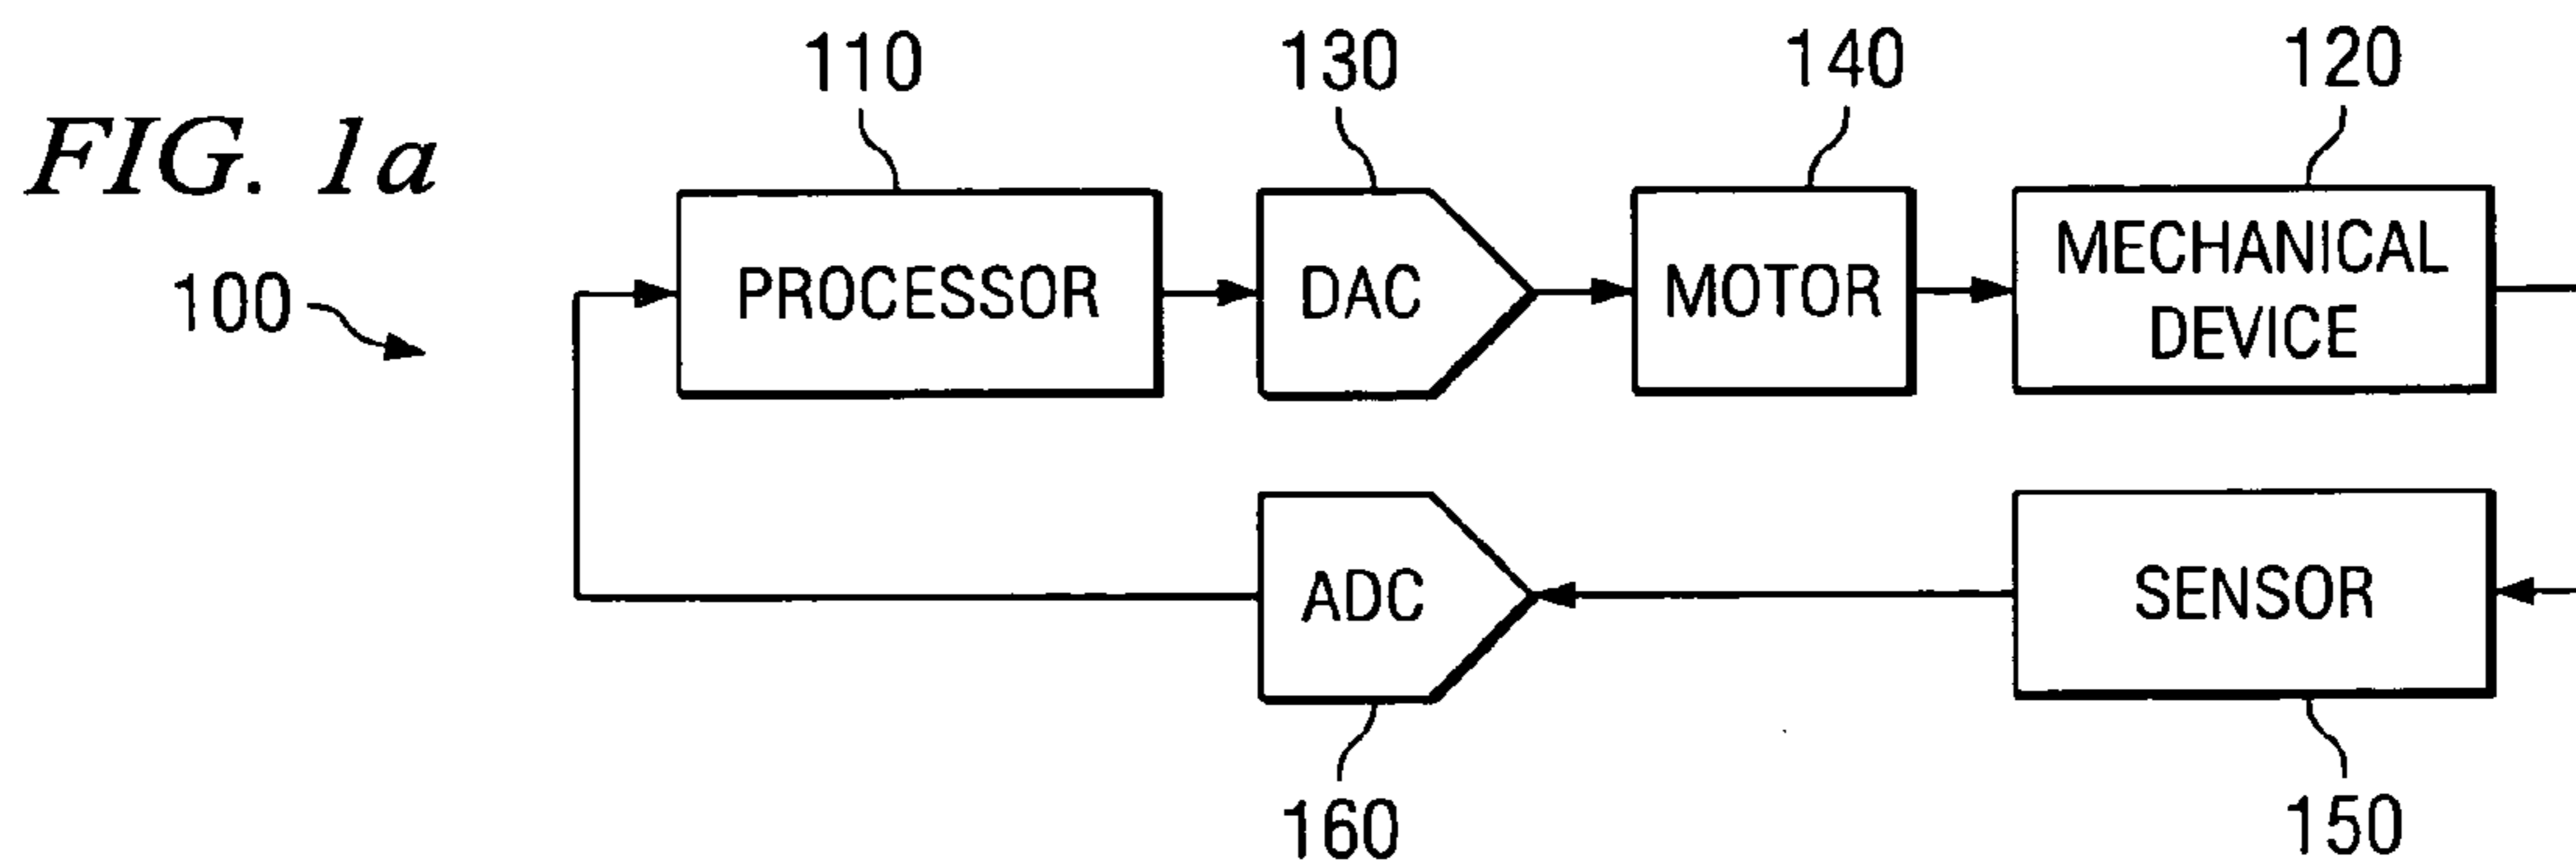 FIG. 1a
100
110
130
140
120
PROCESSOR
DAC
MOTOR
MECHANICAL
DEVICE
ADC
SENSOR
160
150